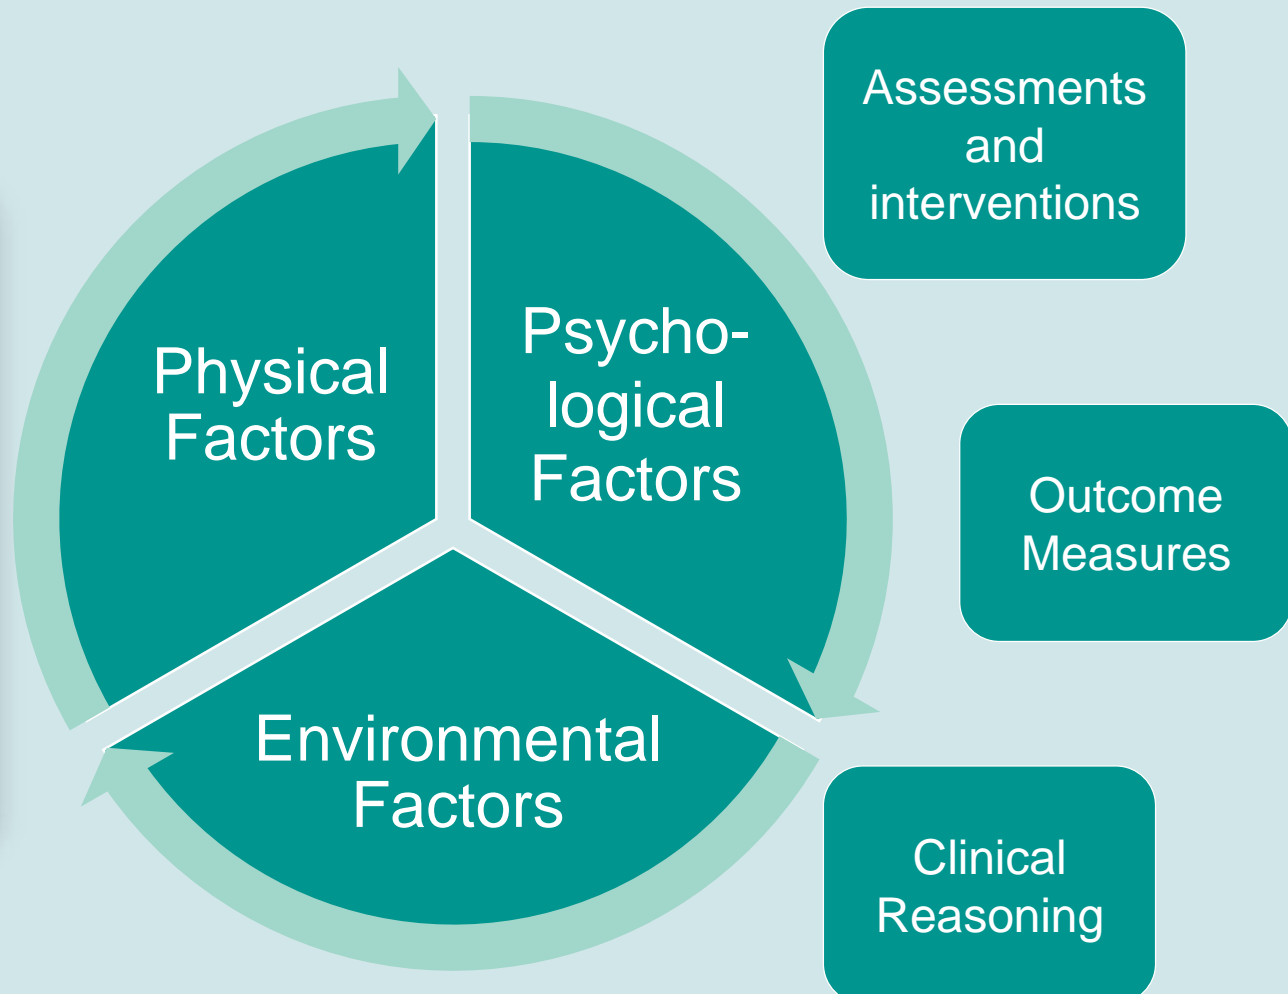 Physical
Factors
Psycho-
logical
Factors
Environmental
Factors
Assessments
and
interventions
Outcome
Measures
Clinical
Reasoning